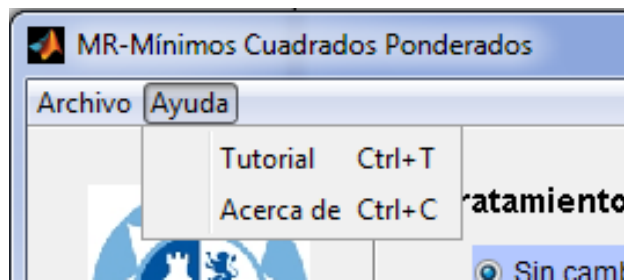 MR-Mínimos Cuadrados Ponderados
Archivo Ayuda
Tutorial Ctrl+T
Acerca de Ctrl+C
ratamiento
Sin camb